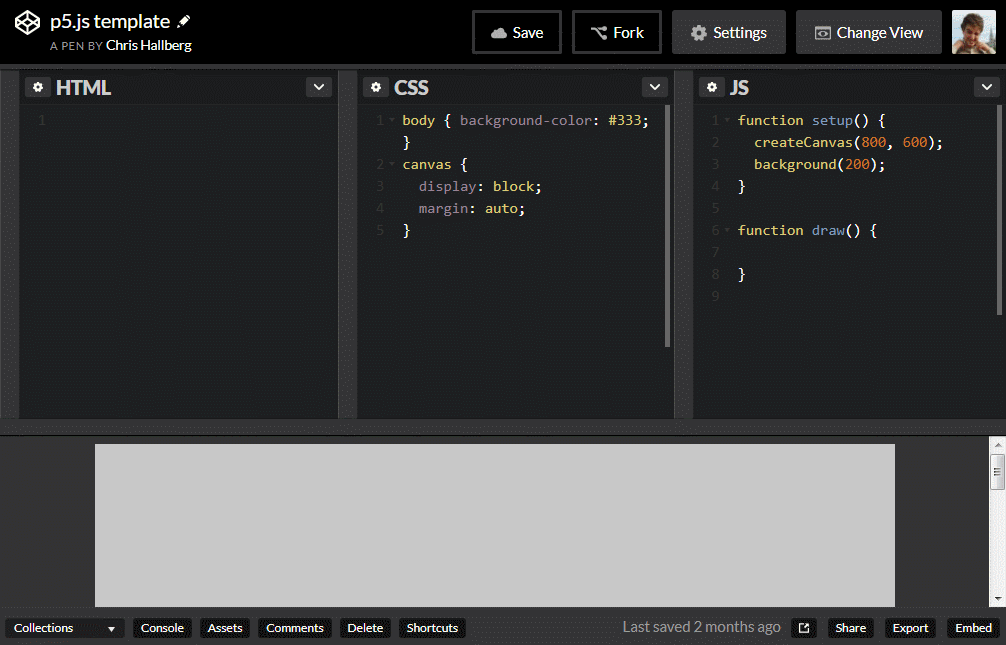 p5.js template
A PEN BY Chris Hallberg
Save
Fork
Settings
Change View
HTML
1
CSS
1 body { background-color: #333;
}
2 canvas {
3 display: block;
4 margin: auto;
5 }
JS
1 function setup() {
2 createCanvas(800, 600);
3 background(200);
4 }
5
6 function draw() {
7
8 }
9
Collections
Console
Assets
Comments
Delete
Shortcuts
Last saved 2 months ago
Share
Export
Embed